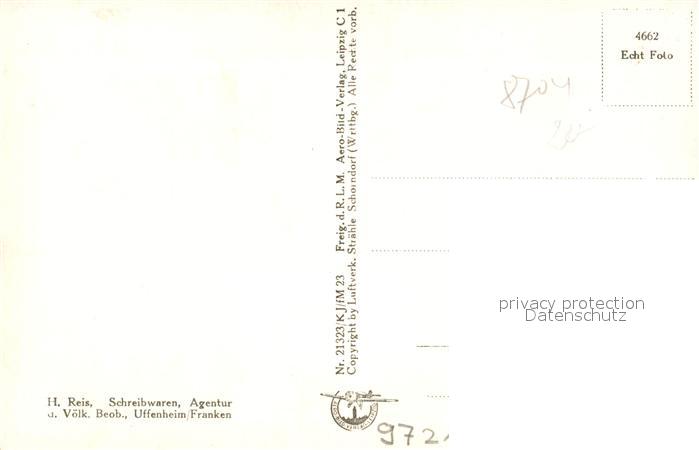 4662
Echt Foto
8704
Nr. 21323/KJ/fM 23 Freig. d. R. L. M. Aero-Bild-Verlag, Leipzig C 1
Copyright by Luftverk. Strähle Schorndorf (Wrttbg.) Alle Rechte vorb.
privacy protection
Datenschutz
H. Reis, Schreibwaren, Agentur
u. Völk. Beob., Uffenheim/Franken
972